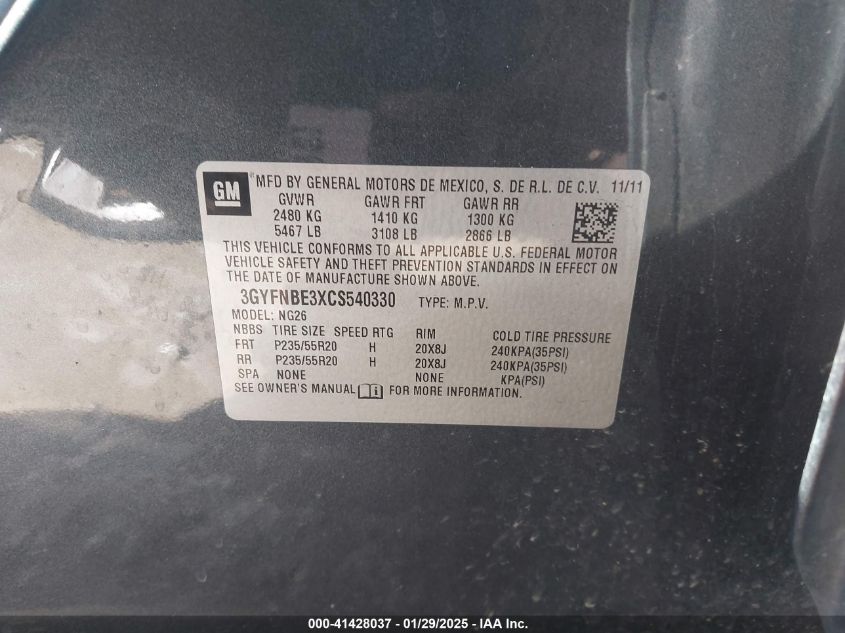 GM ® MFD BY GENERAL MOTORS DE MEXICO, S. DE R.L. DE C.V. 11/11
GVWR GAWR FRT GAWR RR
2480 KG 1410 KG 1300 KG
5467 LB 3108 LB 2866 LB
THIS VEHICLE CONFORMS TO ALL APPLICABLE U.S. FEDERAL MOTOR
VEHICLE SAFETY AND THEFT PREVENTION STANDARDS IN EFFECT ON
THE DATE OF MANUFACTURE SHOWN ABOVE.
3GYFNBE3XCS540330 TYPE: M.P.V.
MODEL: NG26
NBBS TIRE SIZE SPEED RTG RIM COLD TIRE PRESSURE
FRT P235/55R20 H 20X8J 240KPA(35PSI)
RR P235/55R20 H 20X8J 240KPA(35PSI)
SPA NONE NONE KPA(PSI)
SEE OWNER'S MANUAL FOR MORE INFORMATION.
000-41428037 - 01/29/2025 - IAA Inc.